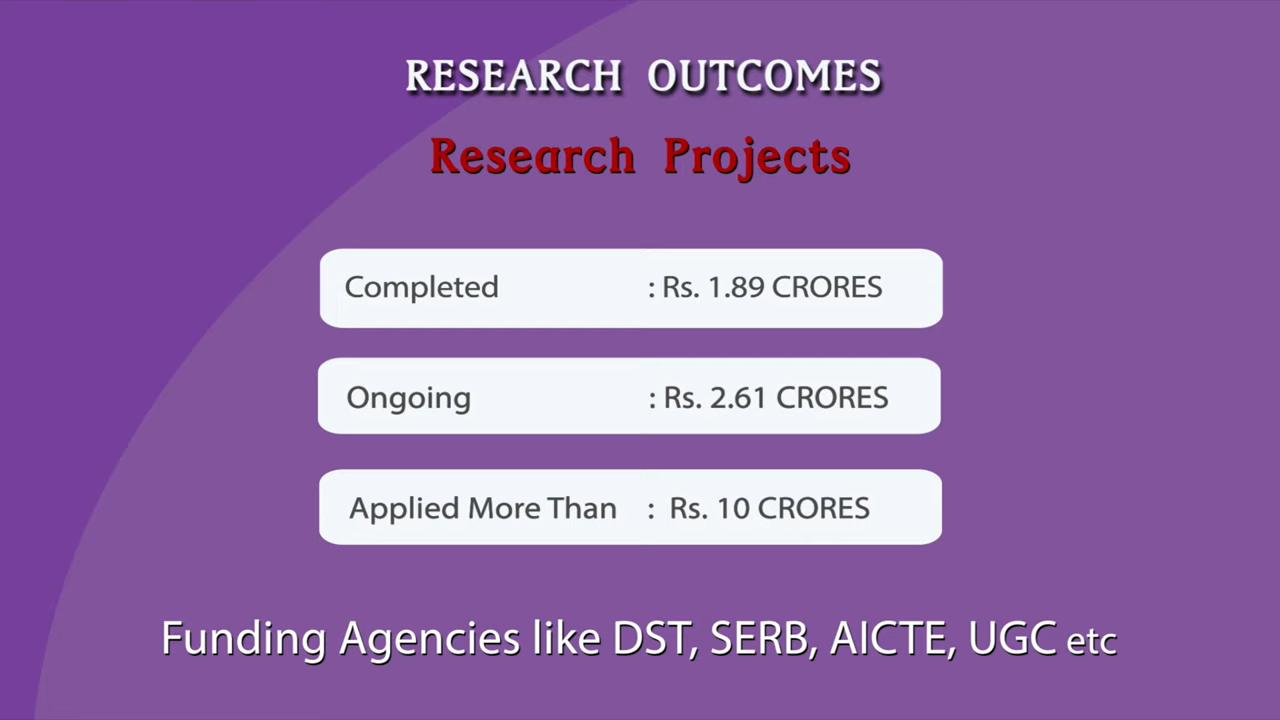 RESEARCH OUTCOMES
Research Projects
Completed : Rs. 1.89 CRORES
Ongoing : Rs. 2.61 CRORES
Applied More Than : Rs. 10 CRORES
Funding Agencies like DST, SERB, AICTE, UGC etc